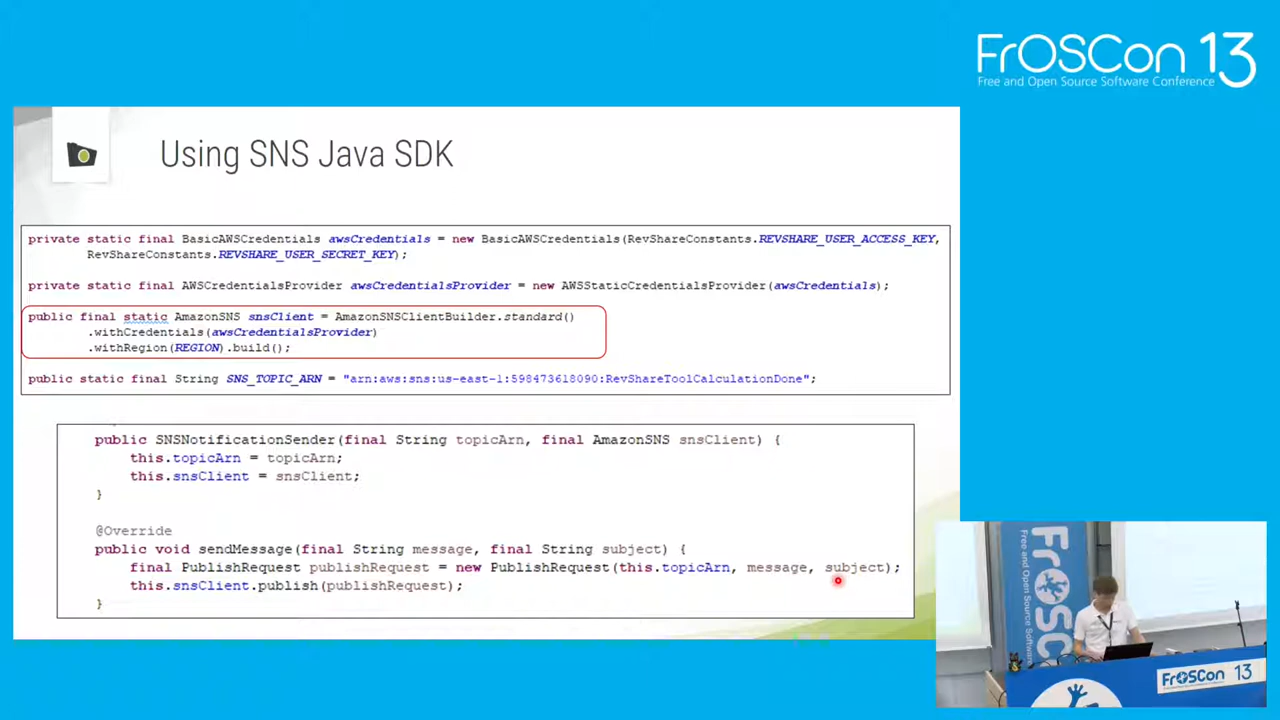 FrOSCon 13
Free and Open Source Software Conference
Using SNS Java SDK
private static final BasicAWSCredentials awsCredentials = new BasicAWSCredentials(RevShareConstants.REVSHARE_USER_ACCESS_KEY,
RevShareConstants.REVSHARE_USER_SECRET_KEY);
private static final AWSCredentialsProvider awsCredentialsProvider = new AWSStaticCredentialsProvider(awsCredentials);
public final static AmazonSNS snsClient = AmazonSNSClientBuilder.standard()
.withCredentials(awsCredentialsProvider)
.withRegion(REGION).build();
public static final String SNS_TOPIC_ARN = "arn:aws:sns:us-east-1:598473618090:RevShareToolCalculationDone";
public SNSNotificationSender(final String topicArn, final AmazonSNS snsClient) {
this.topicArn = topicArn;
this.snsClient = snsClient;
}
@Override
public void sendMessage(final String message, final String subject) {
final PublishRequest publishRequest = new PublishRequest(this.topicArn, message, subject);
this.snsClient.publish(publishRequest);
}
FrOSCon 13